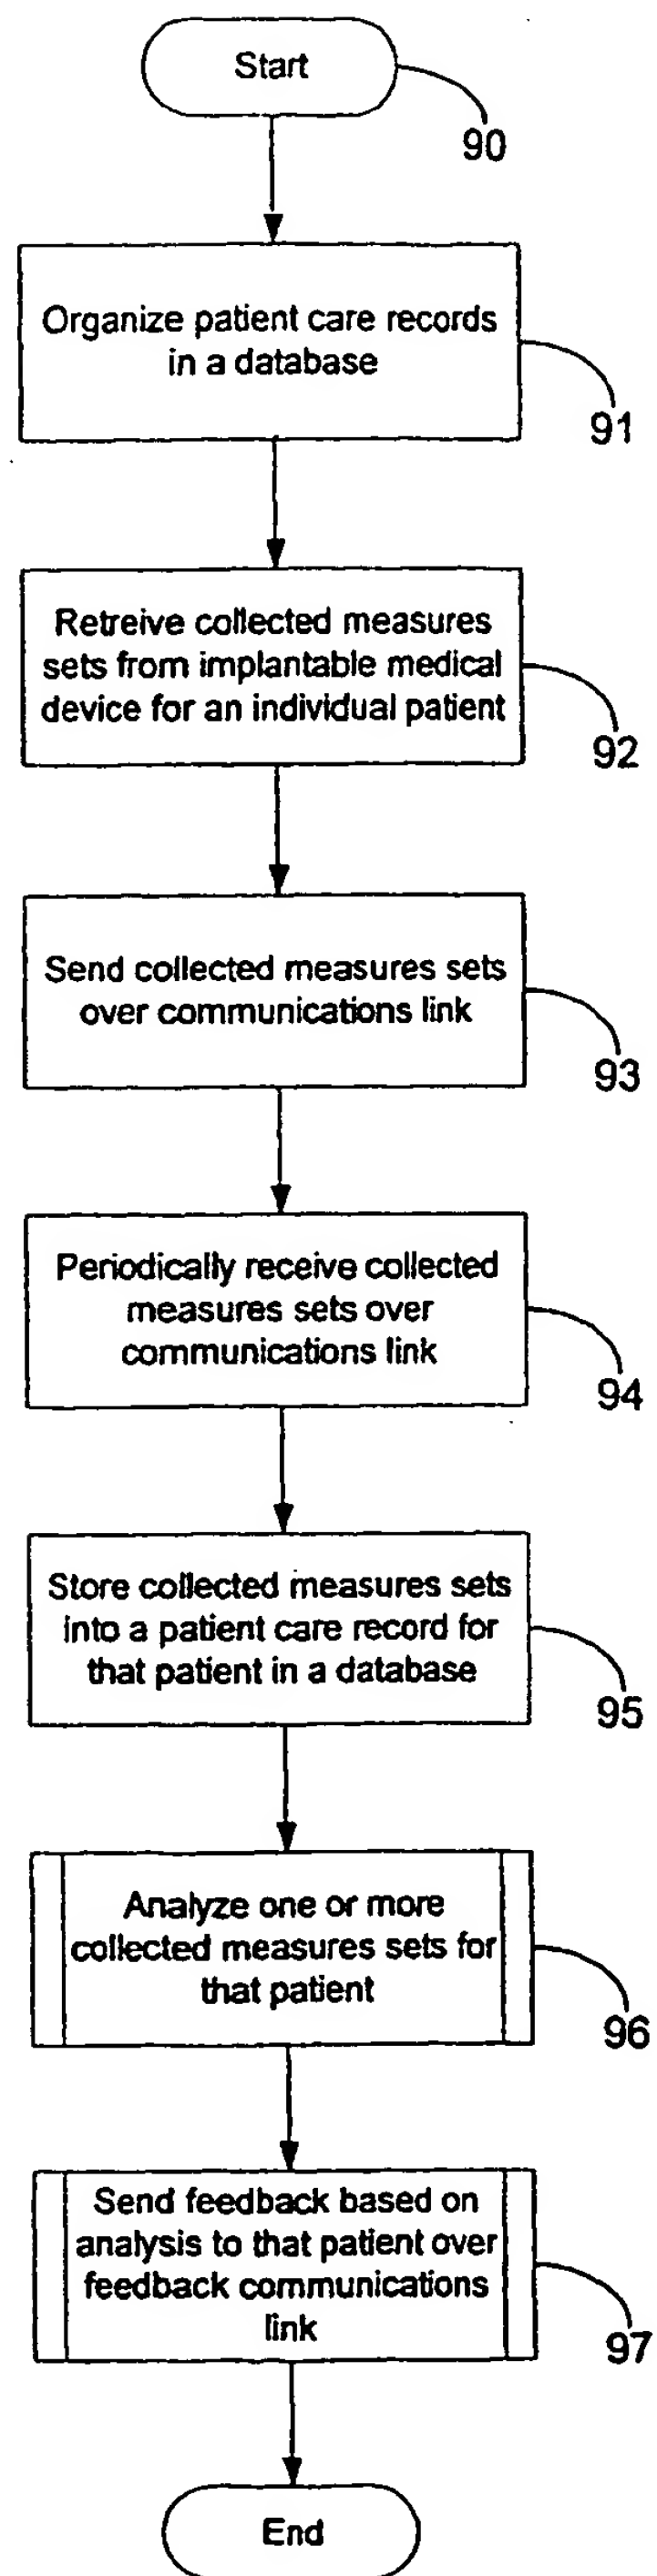 Start
90
Organize patient care records
in a database
91
Retreive collected measures
sets from implantable medical
device for an individual patient
92
Send collected measures sets
over communications link
93
Periodically receive collected
measures sets over
communications link
94
Store collected measures sets
into a patient care record for
that patient in a database
95
Analyze one or more
collected measures sets for
that patient
96
Send feedback based on
analysis to that patient over
feedback communications
link
97
End